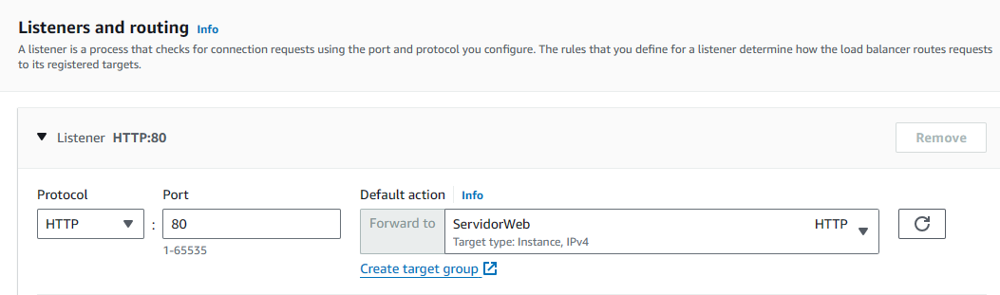 Listeners and routing Info
A listener is a process that checks for connection requests using the port and protocol you configure. The rules that you define for a listener determine how the load balancer routes requests
to its registered targets.
Listener HTTP:80
Remove
Protocol Port Default action Info
HTTP : 80 Forward to ServidorWeb HTTP
Target type: Instance, IPv4
1-65535
Create target group